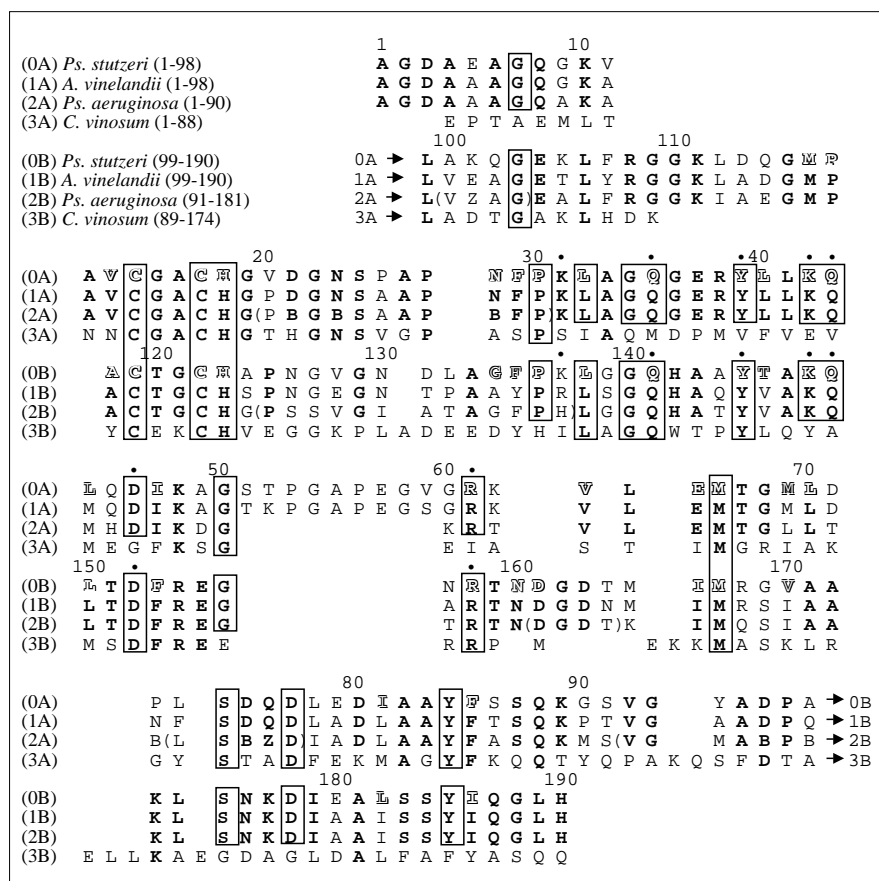 1 10
(0A) Ps. stutzeri (1-98) A G D A E A G Q G K V
(1A) A. vinelandii (1-98) A G D A A A G Q G K A
(2A) Ps. aeruginosa (1-90) A G D A A A G Q A K A
(3A) C. vinosum (1-88) E P T A E M L T
100 110
(0B) Ps. stutzeri (99-190) 0A → L A K Q G E K L F R G G K L D Q G M P
(1B) A. vinelandii (99-190) 1A → L V E A G E T L Y R G G K L A D G M P
(2B) Ps. aeruginosa (91-181) 2A → L(V Z A G)E A L F R G G K I A E G M P
(3B) C. vinosum (89-174) 3A → L A D T G A K L H D K
20 30 • • • 40 • •
(0A) A V C G A C H G V D G N S P A P N F P K L A G Q G E R Y L L K Q
(1A) A V C G A C H G P D G N S A A P N F P K L A G Q G E R Y L L K Q
(2A) A V C G A C H G(P B G B S A A P B F P)K L A G Q G E R Y L L K Q
(3A) N N C G A C H G T H G N S V G P A S P S I A Q M D P M V F V E V
120 130 • 140 • • • •
(0B) A C T G C H A P N G V G N D L A G F P K L G G Q H A A Y T A K Q
(1B) A C T G C H S P N G E G N T P A A Y P R L S G Q H A Q Y V A K Q
(2B) A C T G C H G(P S S V G I A T A G F P H)L G G Q H A T Y V A K Q
(3B) Y C E K C H V E G G K P L A D E E D Y H I L A G Q W T P Y L Q Y A
• 50 60 • 70
(0A) L Q D I K A G S T P G A P E G V G R K V L E M T G M L D
(1A) M Q D I K A G T K P G A P E G S G R K V L E M T G M L D
(2A) M H D I K D G K R T V L E M T G L L T
(3A) M E G F K S G E I A S T I M G R I A K
150 • • 160 170
(0B) L T D F R E G N R T N D G D T M I M R G V A A
(1B) L T D F R E G A R T N D G D N M I M R S I A A
(2B) L T D F R E G T R T N(D G D T)K I M Q S I A A
(3B) M S D F R E E R R P M E K K M A S K L R
80 90
(0A) P L S D Q D L E D I A A Y F S S Q K G S V G Y A D P A → 0B
(1A) N F S D Q D L A D L A A Y F T S Q K P T V G A A D P Q → 1B
(2A) B(L S B Z D)I A D L A A Y F A S Q K M S(V G M A B P B → 2B
(3A) G Y S T A D F E K M A G Y F K Q Q T Y Q P A K Q S F D T A → 3B
180 190
(0B) K L S N K D I E A L S S Y I Q G L H
(1B) K L S N K D I A A I S S Y I Q G L H
(2B) K L S N K D I A A I S S Y I Q G L H
(3B) E L L K A E G D A G L D A L F A F Y A S Q Q